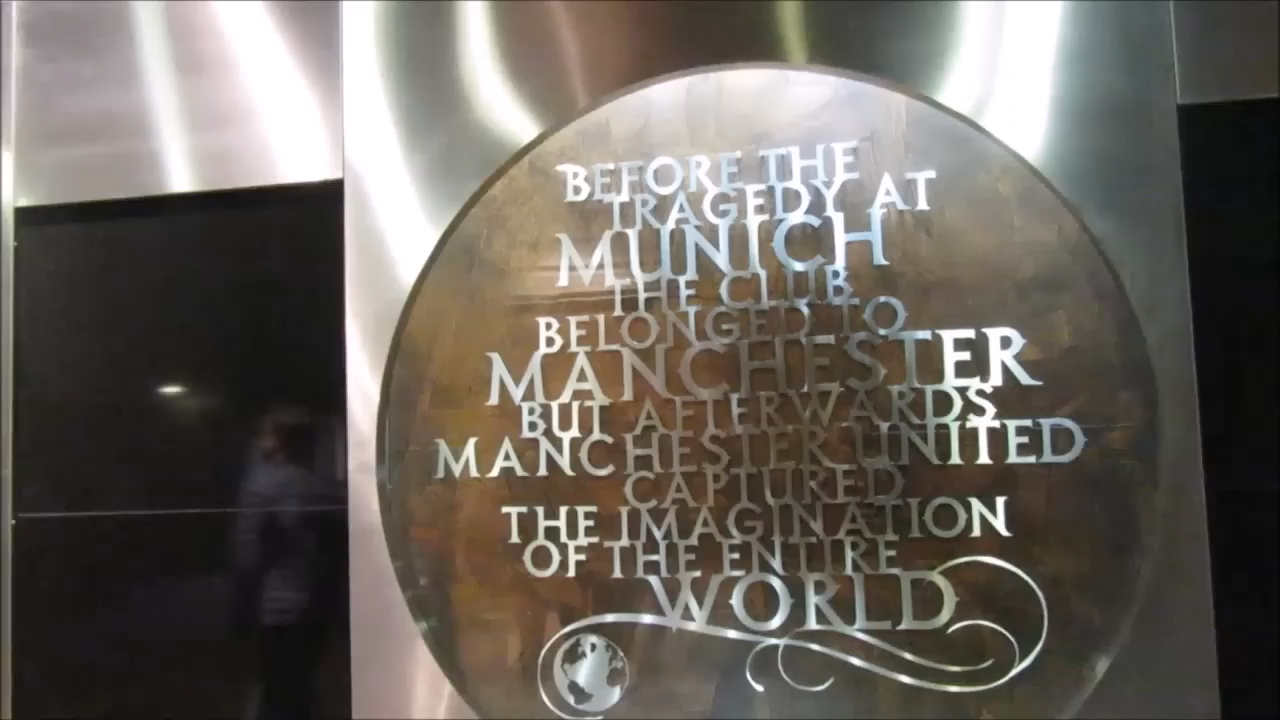 BEFORE THE
TRAGEDY AT
MUNICH
THE CLUB
BELONGED TO
MANCHESTER
BUT AFTERWARDS
MANCHESTER UNITED
CAPTURED
THE IMAGINATION
OF THE ENTIRE
WORLD